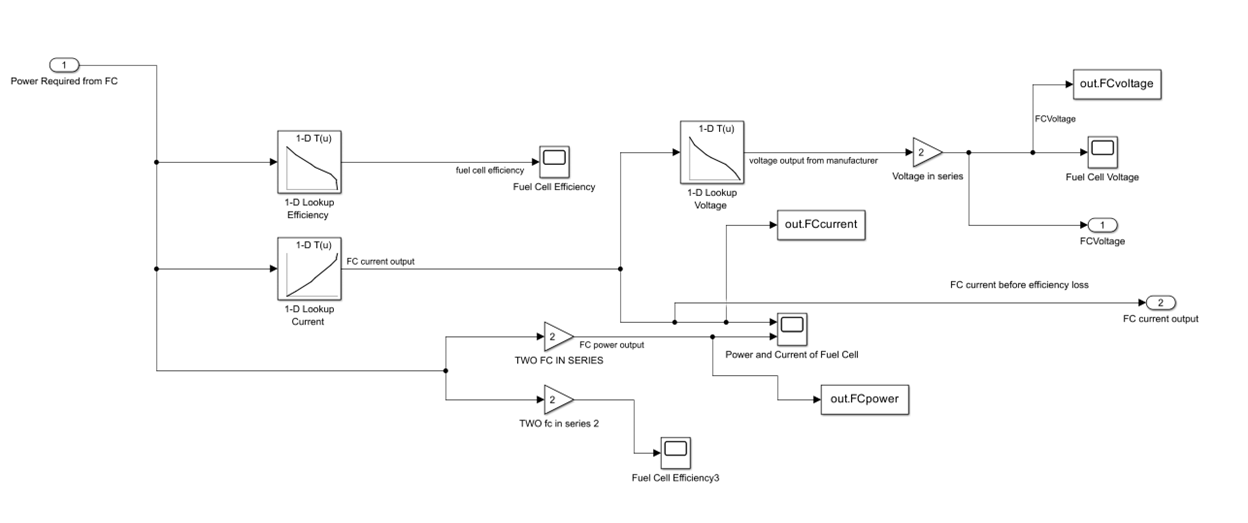 1
Power Required from FC
1-D T(u)
1-D Lookup
Efficiency
fuel cell efficiency
Fuel Cell Efficiency
1-D T(u)
1-D Lookup
Voltage
voltage output from manufacturer
2
Voltage in series
out.FCvoltage
FCVoltage
Fuel Cell Voltage
1
FCVoltage
1-D T(u)
1-D Lookup
Current
FC current output
out.FCcurrent
FC current before efficiency loss
2
FC current output
2
TWO FC IN SERIES
FC power output
Power and Current of Fuel Cell
out.FCpower
2
TWO fc in series 2
Fuel Cell Efficiency3